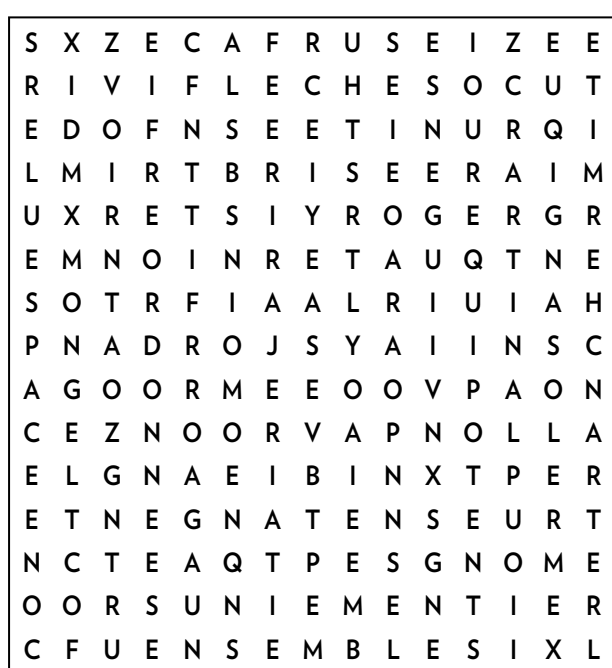 S X Z E C A F R U S E I Z E E
R I V I F L E C H E S O C U T
E D O F N S E E T I N U R Q I
L M I R T B R I S E E R A I M
U X R E T S I Y R O G E R G R
E M N O I N R E T A U Q T N E
S O T R F I A A L R I U I A H
P N A D R O J S Y A I I N S C
A G O O R M E E O O V P A O N
C E Z N O O R V A P N O L L A
E L G N A E I B I N X T P E R
E T N E G N A T E N S E U R T
N C T E A Q T P E S G N O M E
O O R S U N I E M E N T I E R
C F U E N S E M B L E S I X L